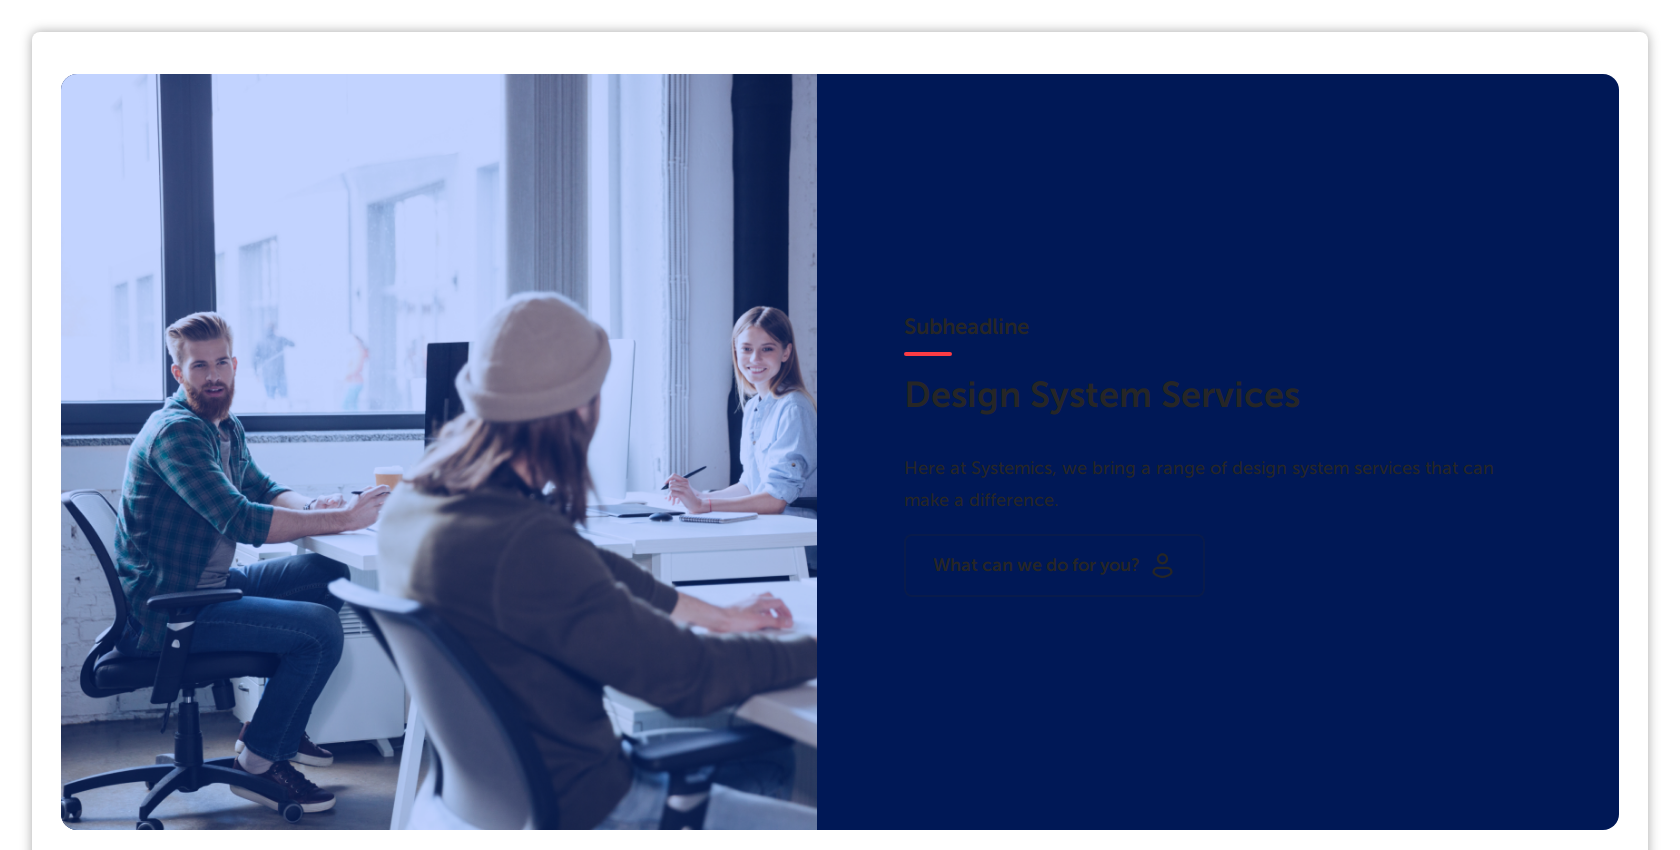 Subheadline
Design System Services
Here at Systemics, we bring a range of design system services that can
make a difference.
What can we do for you?